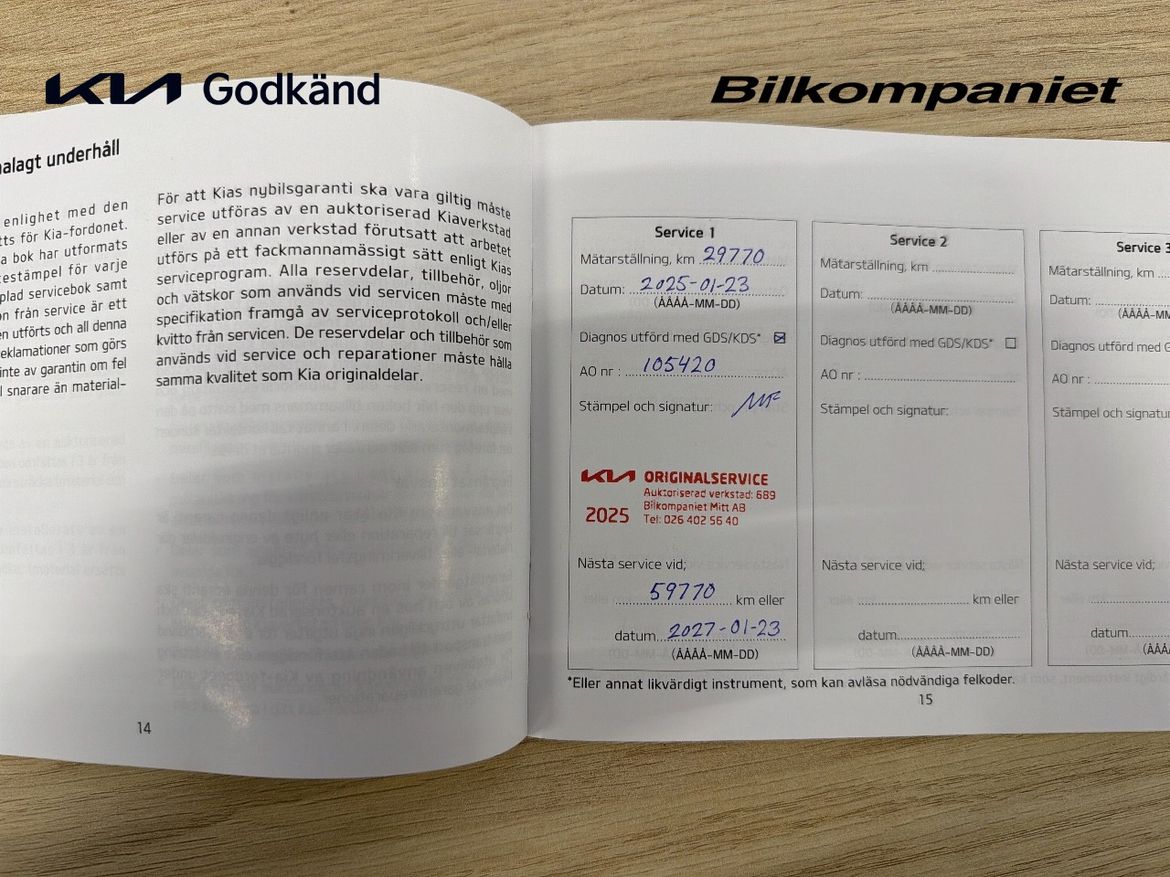 KIA Godkänd
Bilkompaniet
alagt underhåll
enlighet med den
tts för Kia-fordonet.
a bok har utformats
estämpel för varje
plad servicebok samt
on från service är ett
en utförts och all denna
eklamationer som görs
inte av garantin om fel
l snarare än material-
För att Kias nybilsgaranti ska vara giltig måste
service utföras av en auktoriserad Kiaverkstad
eller av en annan verkstad förutsatt att arbetet
utförs på ett fackmannamässigt sätt enligt Kias
serviceprogram. Alla reservdelar, tillbehör, oljor
och vätskor som används vid servicen måste med
specifikation framgå av serviceprotokoll och/eller
kvitto från servicen. De reservdelar och tillbehör som
används vid service och reparationer måste hålla
samma kvalitet som Kia originaldelar.
14
Service 1
Mätarställning, km 29770
Datum: 2025-01-23
(ÅÅÅÅ-MM-DD)
Diagnos utförd med GDS/KDS* ☒
AO nr : 105420
Stämpel och signatur: MF
KIA ORIGINALSERVICE
Auktoriserad verkstad: 689
Bilkompaniet Mitt AB
2025 Tel: 026 402 56 40
Nästa service vid;
59770 km eller
datum 2027-01-23
(ÅÅÅÅ-MM-DD)
Service 2
Mätarställning, km
Datum:
(ÅÅÅÅ-MM-DD)
Diagnos utförd med GDS/KDS* ☐
AO nr :
Stämpel och signatur:
Nästa service vid;
km eller
datum
(ÅÅÅÅ-MM-DD)
Service 3
Mätarställning, km
Datum:
(ÅÅÅÅ-M
Diagnos utförd med G
AO nr :
Stämpel och signatur
Nästa service vid;
datum
(ÅÅÅ
*Eller annat likvärdigt instrument, som kan avläsa nödvändiga felkoder.
15